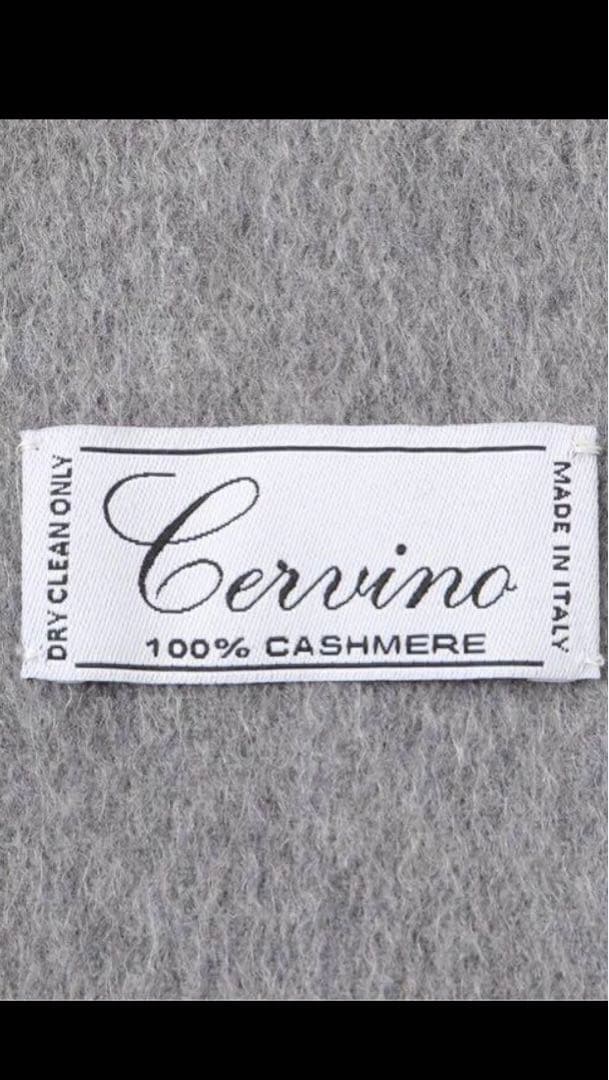 DRY CLEAN ONLY
Cervino
100% CASHMERE
MADE IN ITALY